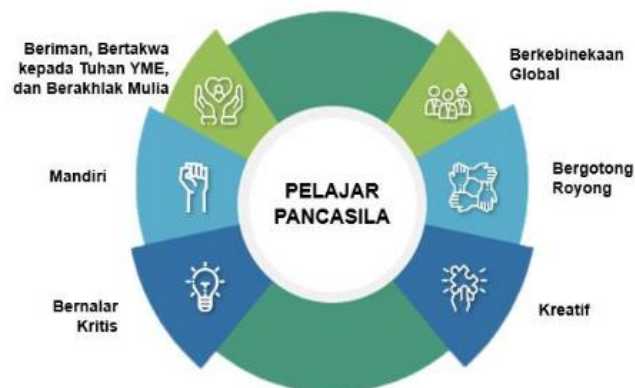 Beriman, Bertakwa
kepada Tuhan YME,
dan Berakhlak Mulia
Berkebinekaan
Global
Mandiri
PELAJAR
PANCASILA
Bergotong
Royong
Bernalar
Kritis
Kreatif